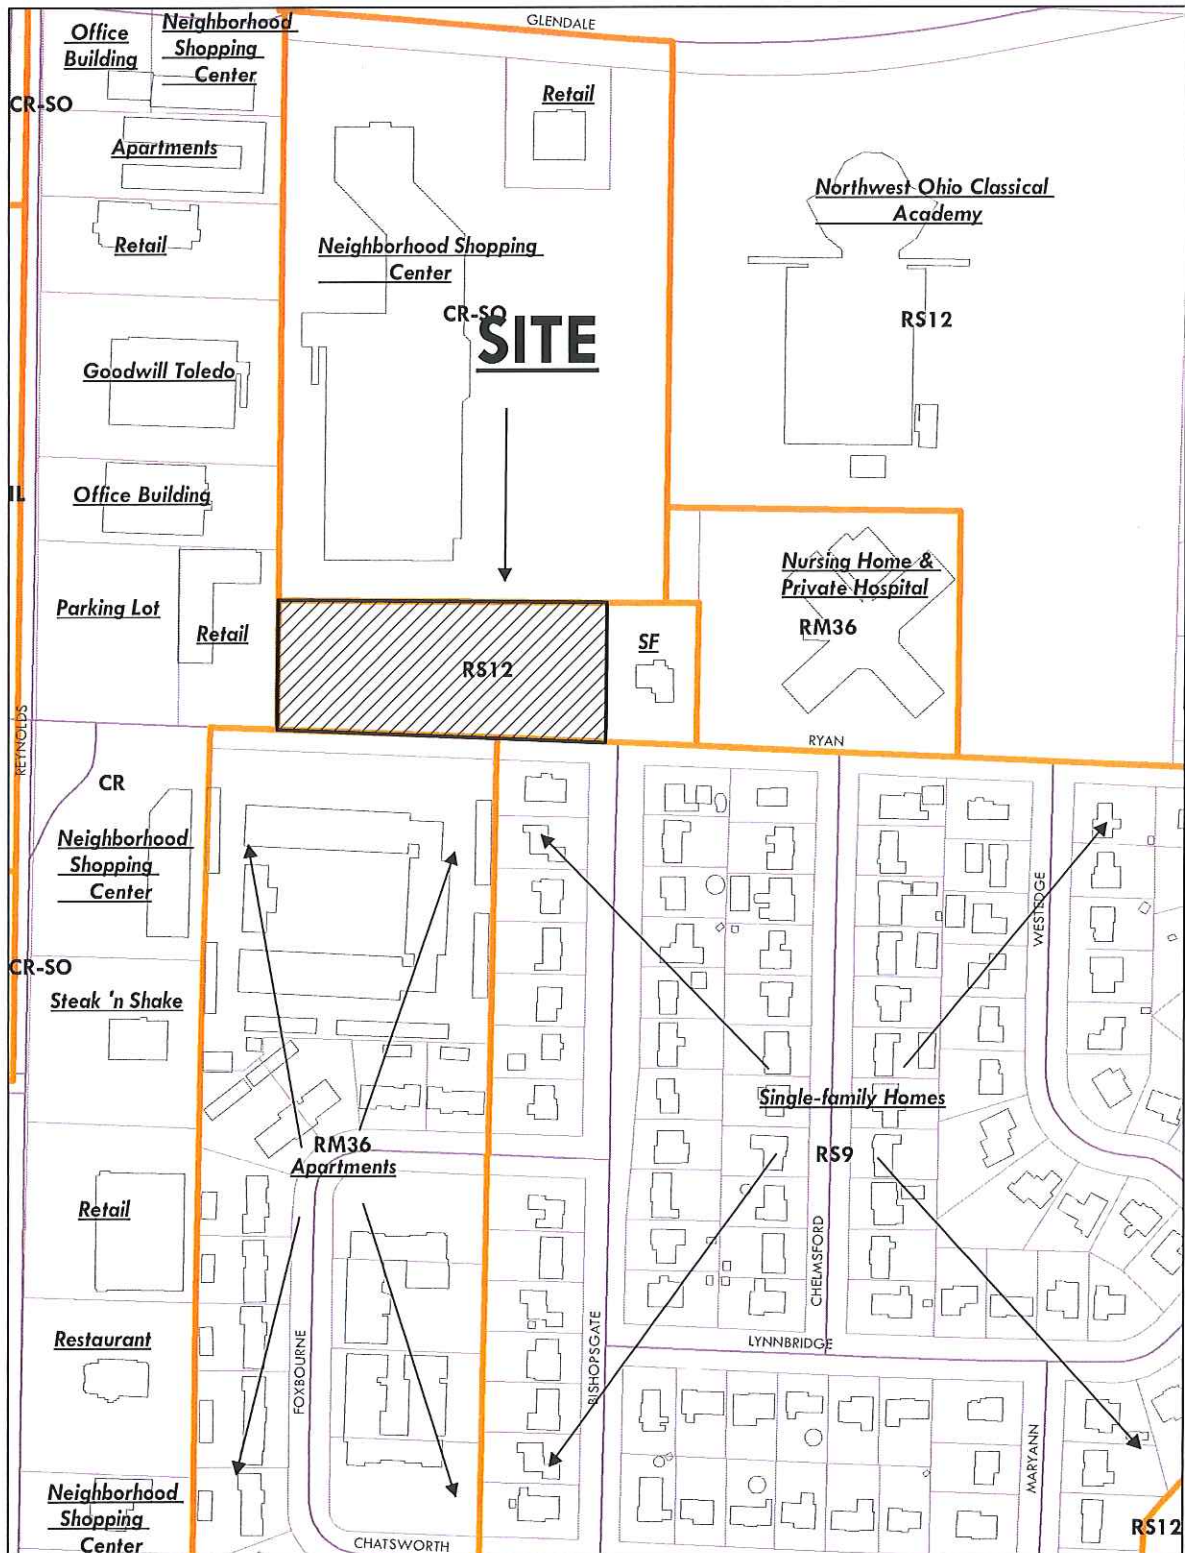 GLENDALE
Office
Building
Neighborhood
Shopping
Center
CR-SO
Retail
Apartments
Northwest Ohio Classical
Academy
Retail
Neighborhood Shopping
Center
CR-SO
SITE
RS12
Goodwill Toledo
IL
Office Building
Nursing Home &
Private Hospital
RM36
Parking Lot
Retail
RS12
SF
REYNOLDS
RYAN
CR
Neighborhood
Shopping
Center
WESTEDGE
CR-SO
Steak 'n Shake
Single-family Homes
RM36
Apartments
RS9
Retail
CHELMSFORD
Restaurant
FOXBOURNE
BISHOPSGATE
LYNNBRIDGE
MARYANN
Neighborhood
Shopping
Center
CHATSWORTH
RS12